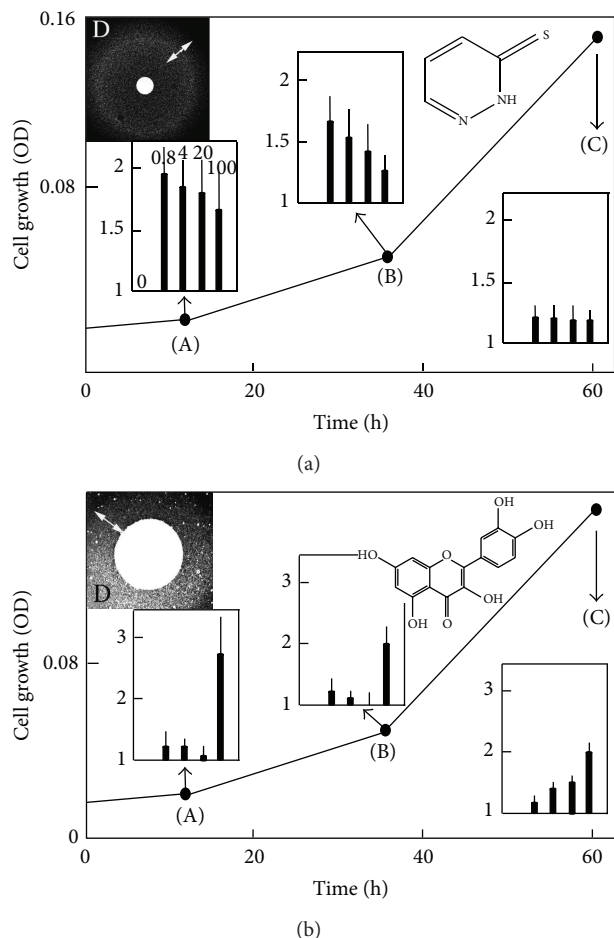 0.16
D
2
1.5
1
S
NH
N
(C)
0.8 4 20 100
2
1.5
1
0
Cell growth (OD)
0.08
2
1.5
1
(B)
(A)
0
20
40
60
Time (h)
(a)
D
OH
OH
HO
O
OH
OH
O
3
2
1
(C)
3
2
1
Cell growth (OD)
0.08
3
2
1
(B)
(A)
0
0
20
40
60
Time (h)
(b)